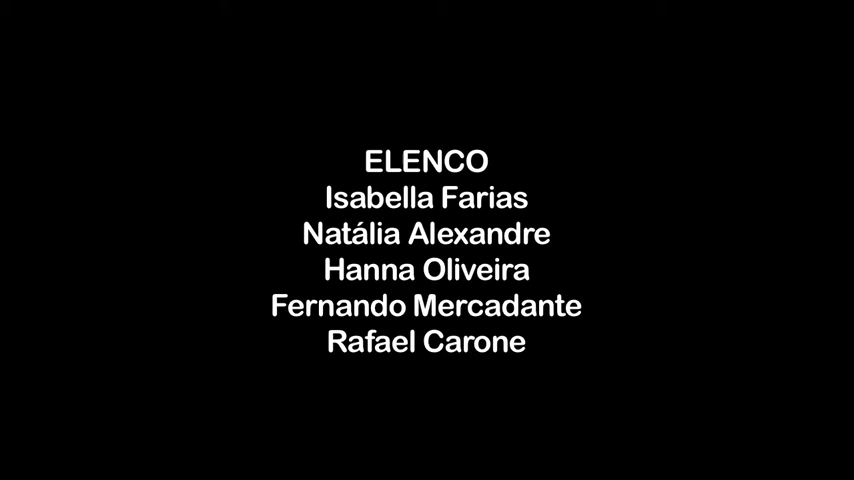 ELENCO
Isabella Farias
Natália Alexandre
Hanna Oliveira
Fernando Mercadante
Rafael Carone